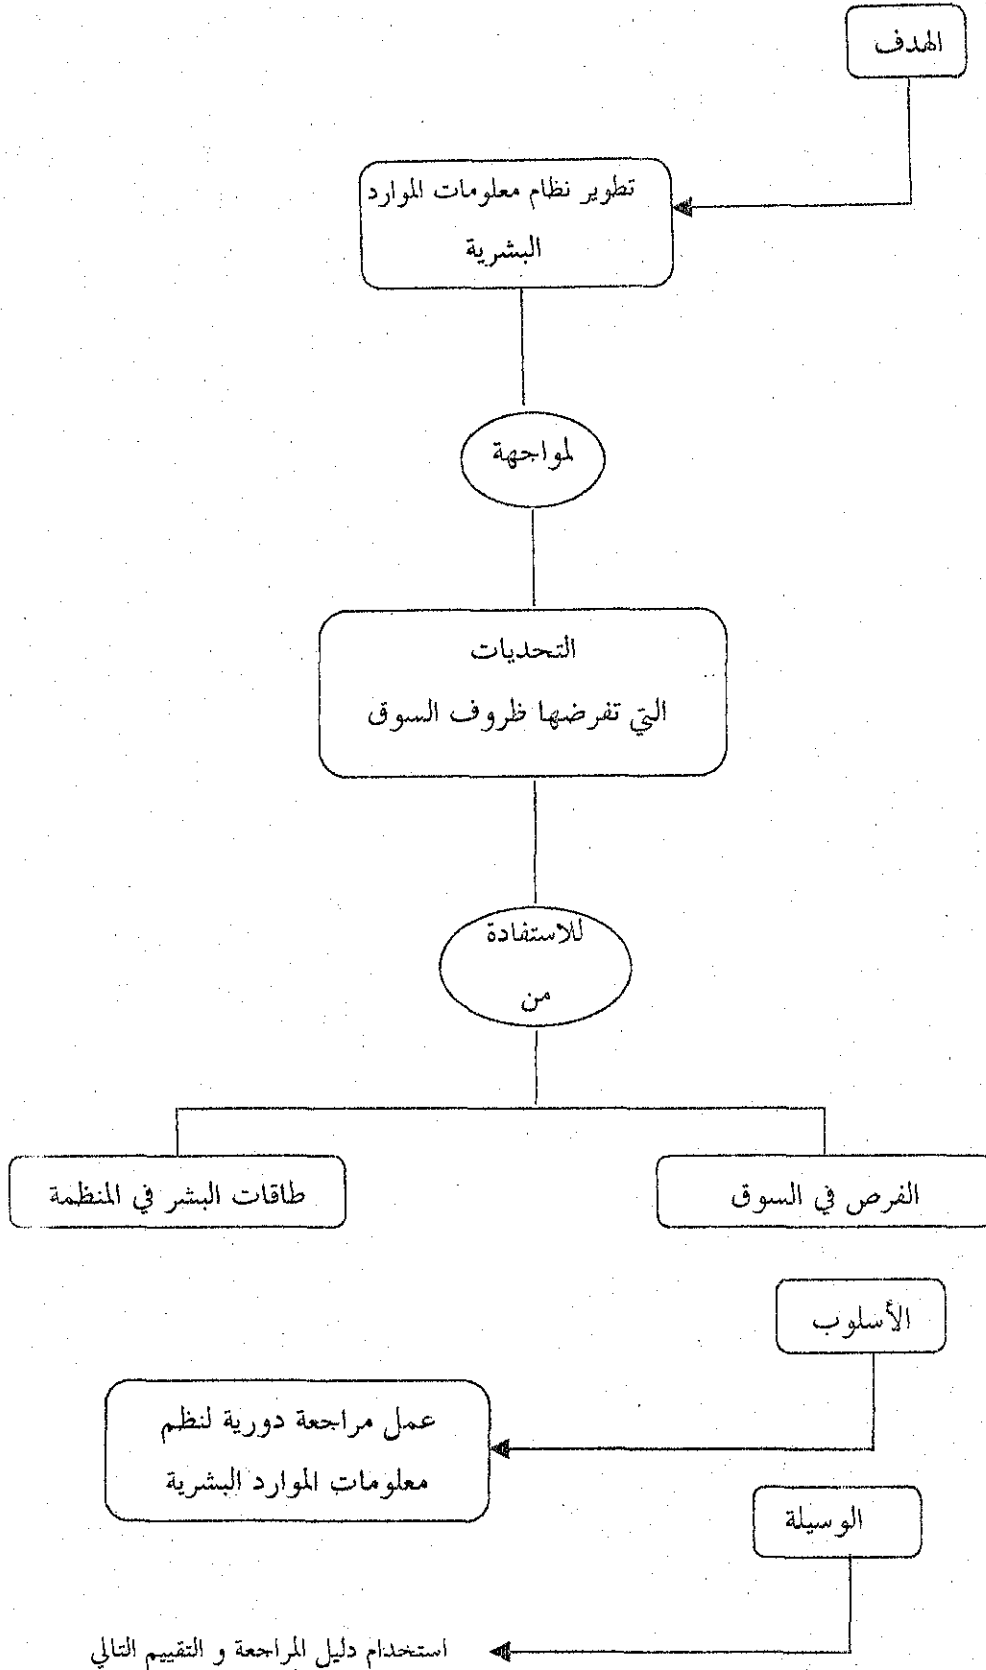 الهدف
تطوير نظام معلومات الموارد
البشرية
لمواجهة
التحديات
التي تفرضها ظروف السوق
للاستفادة
من
الفرص في السوق
طاقات البشر في المنظمة
الأسلوب
عمل مراجعة دورية لنظم
معلومات الموارد البشرية
الوسيلة
استخدام دليل المراجعة و التقييم التالي